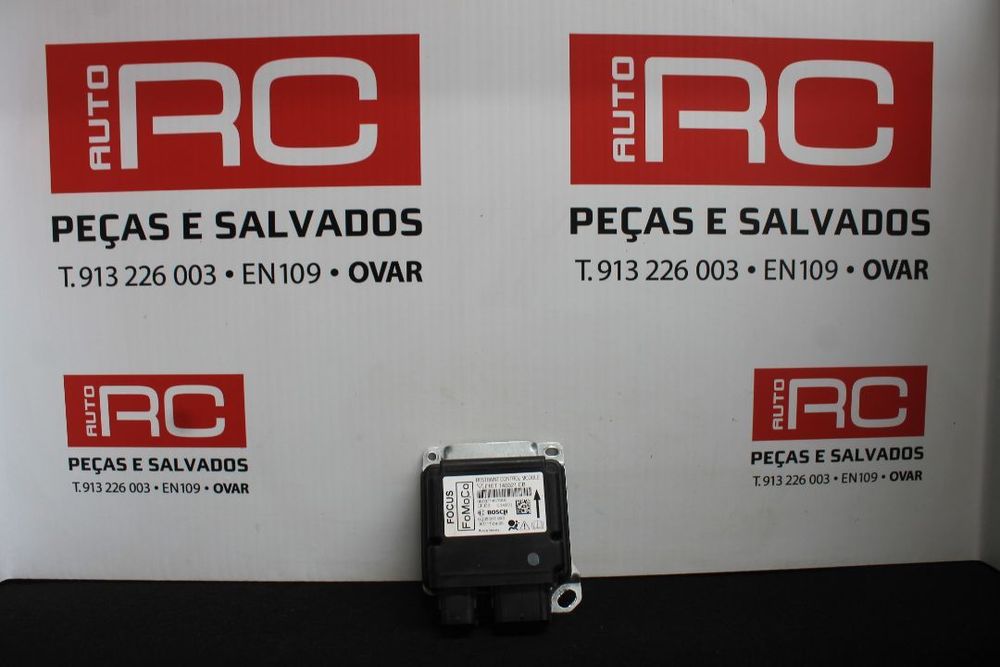 AUTO RC
PEÇAS E SALVADOS
T. 913 226 003 • EN109 • OVAR
AUTO RC
PEÇAS E SALVADOS
T. 913 226 003 • EN109 • OVAR
AUTO RC
PEÇAS E SALVADOS
T. 913 226 003 • EN109 • OVAR
AUTO RC
PEÇAS E SALVADOS
T. 913 226 003 • EN109 • OVAR
FOCUS
FoMoCo
RESTRAINT CONTROL MODULE
BOSCH